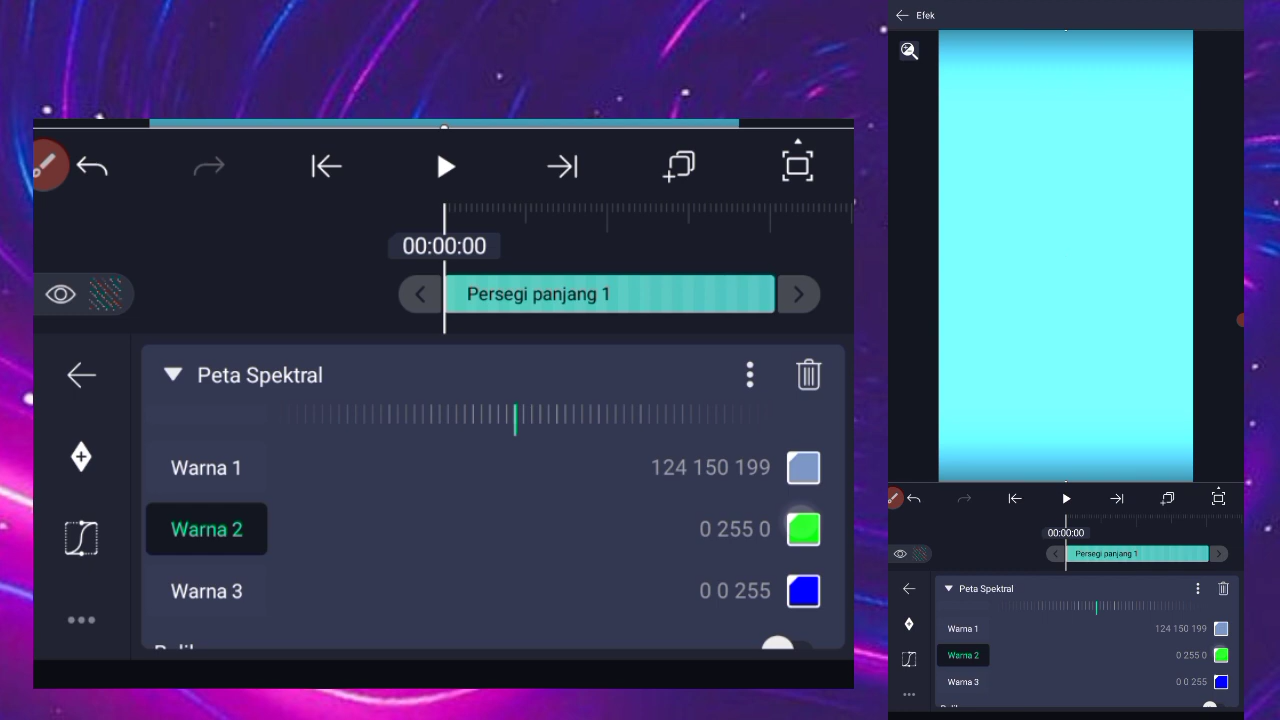 00:00:00
Persegi panjang 1
Peta Spektral
Warna 1 124 150 199
Warna 2 0 255 0
Warna 3 0 0 255
Efek
00:00:00
Persegi panjang 1
Peta Spektral
Warna 1 124 150 199
Warna 2 0 255 0
Warna 3 0 0 255